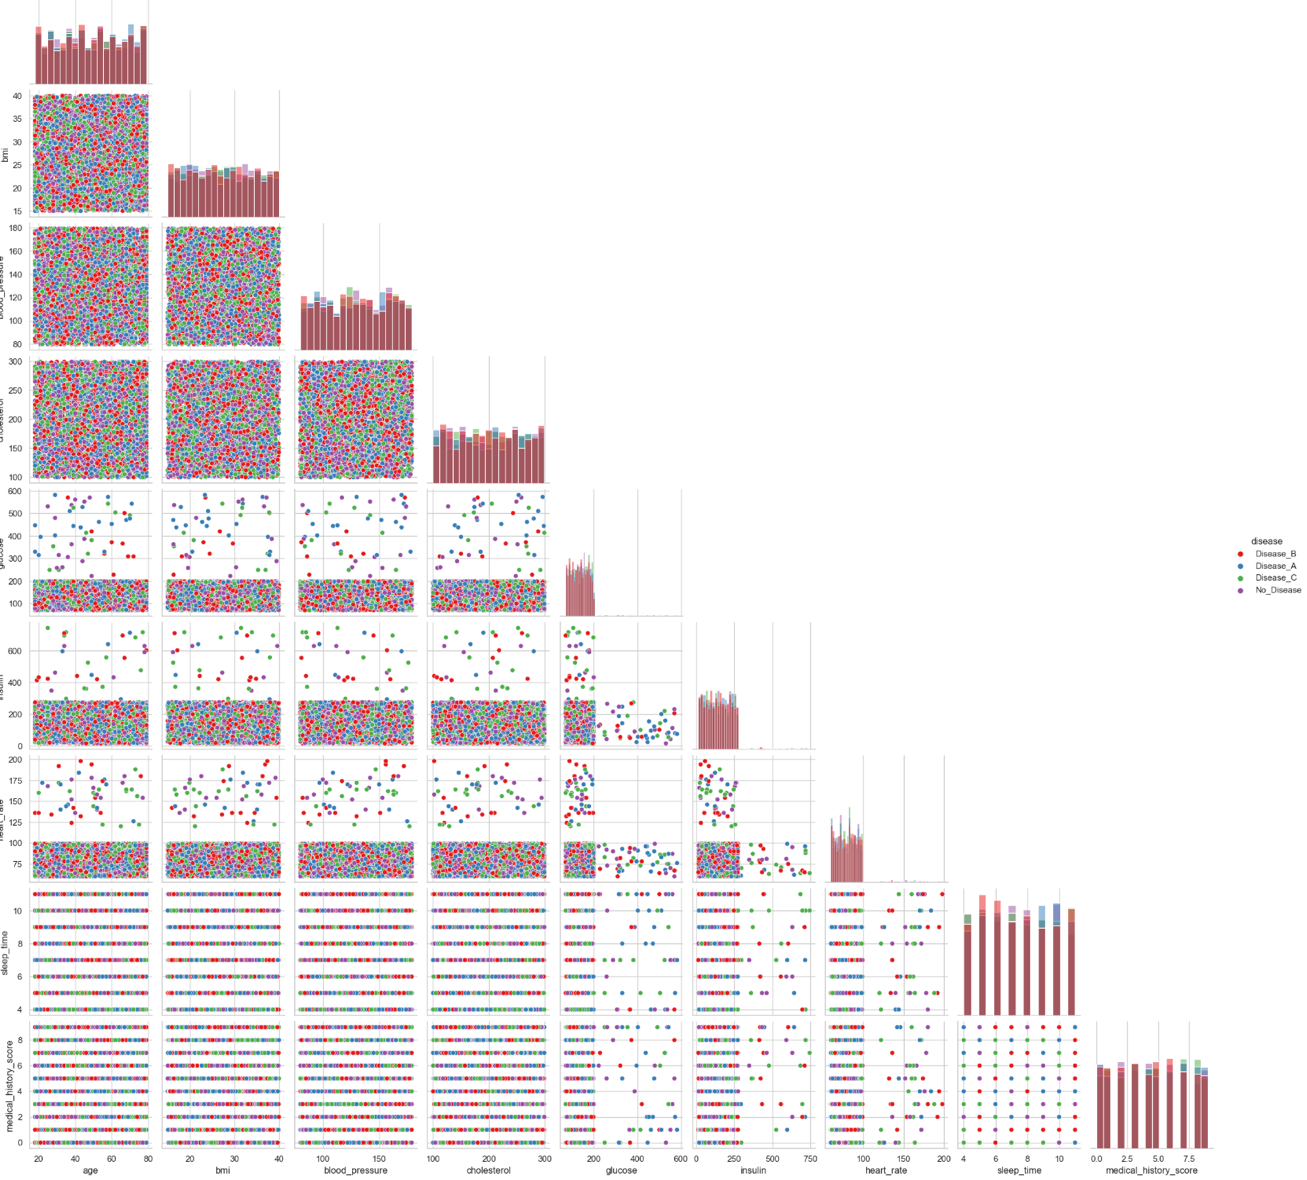 40
35
30
25
20
15
bmi
180
160
140
120
100
80
blood_pressure
300
250
200
150
100
cholesterol
600
500
400
300
200
100
glucose
600
400
200
0
insulin
200
175
150
125
100
75
heart_rate
10
8
6
4
sleep_time
8
6
4
2
0
medical_history_score
20 40 60 80
age
20 30 40
bmi
100 150
blood_pressure
100 200 300
cholesterol
200 400 600
glucose
0 250 500 750
insulin
100 150 200
heart_rate
4 6 8 10
sleep_time
0.0 2.5 5.0 7.5
medical_history_score
disease
Disease_B
Disease_A
Disease_C
No_Disease